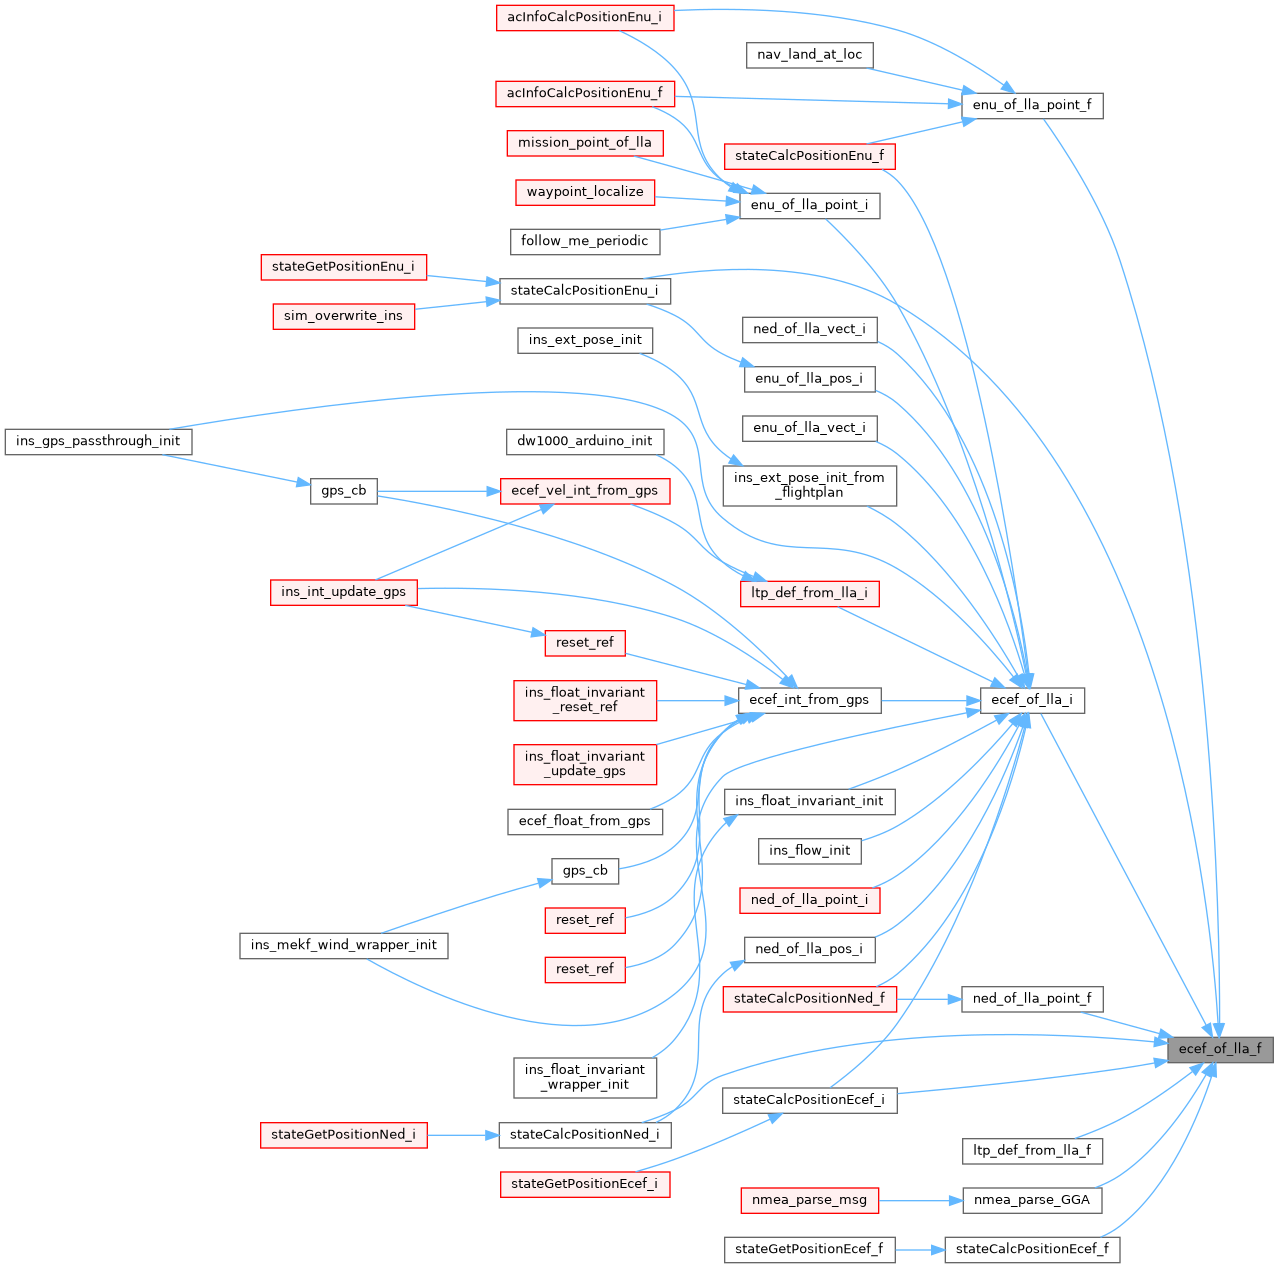 acInfoCalcPositionEnu_i
nav_land_at_loc
acInfoCalcPositionEnu_f
enu_of_lla_point_f
mission_point_of_lla
stateCalcPositionEnu_f
waypoint_localize
enu_of_lla_point_i
follow_me_periodic
stateGetPositionEnu_i
stateCalcPositionEnu_i
sim_overwrite_ins
ned_of_lla_vect_i
ins_ext_pose_init
enu_of_lla_pos_i
enu_of_lla_vect_i
ins_gps_passthrough_init
dw1000_arduino_init
ins_ext_pose_init_from
_flightplan
gps_cb
ecef_vel_int_from_gps
ins_int_update_gps
ltp_def_from_lla_i
reset_ref
ins_float_invariant
_reset_ref
ecef_int_from_gps
ecef_of_lla_i
ins_float_invariant
_update_gps
ins_float_invariant_init
ecef_float_from_gps
ins_flow_init
gps_cb
ned_of_lla_point_i
reset_ref
ins_mekf_wind_wrapper_init
ned_of_lla_pos_i
reset_ref
stateCalcPositionNed_f
ned_of_lla_point_f
ecef_of_lla_f
ins_float_invariant
_wrapper_init
stateCalcPositionEcef_i
stateGetPositionNed_i
stateCalcPositionNed_i
ltp_def_from_lla_f
stateGetPositionEcef_i
nmea_parse_msg
nmea_parse_GGA
stateGetPositionEcef_f
stateCalcPositionEcef_f